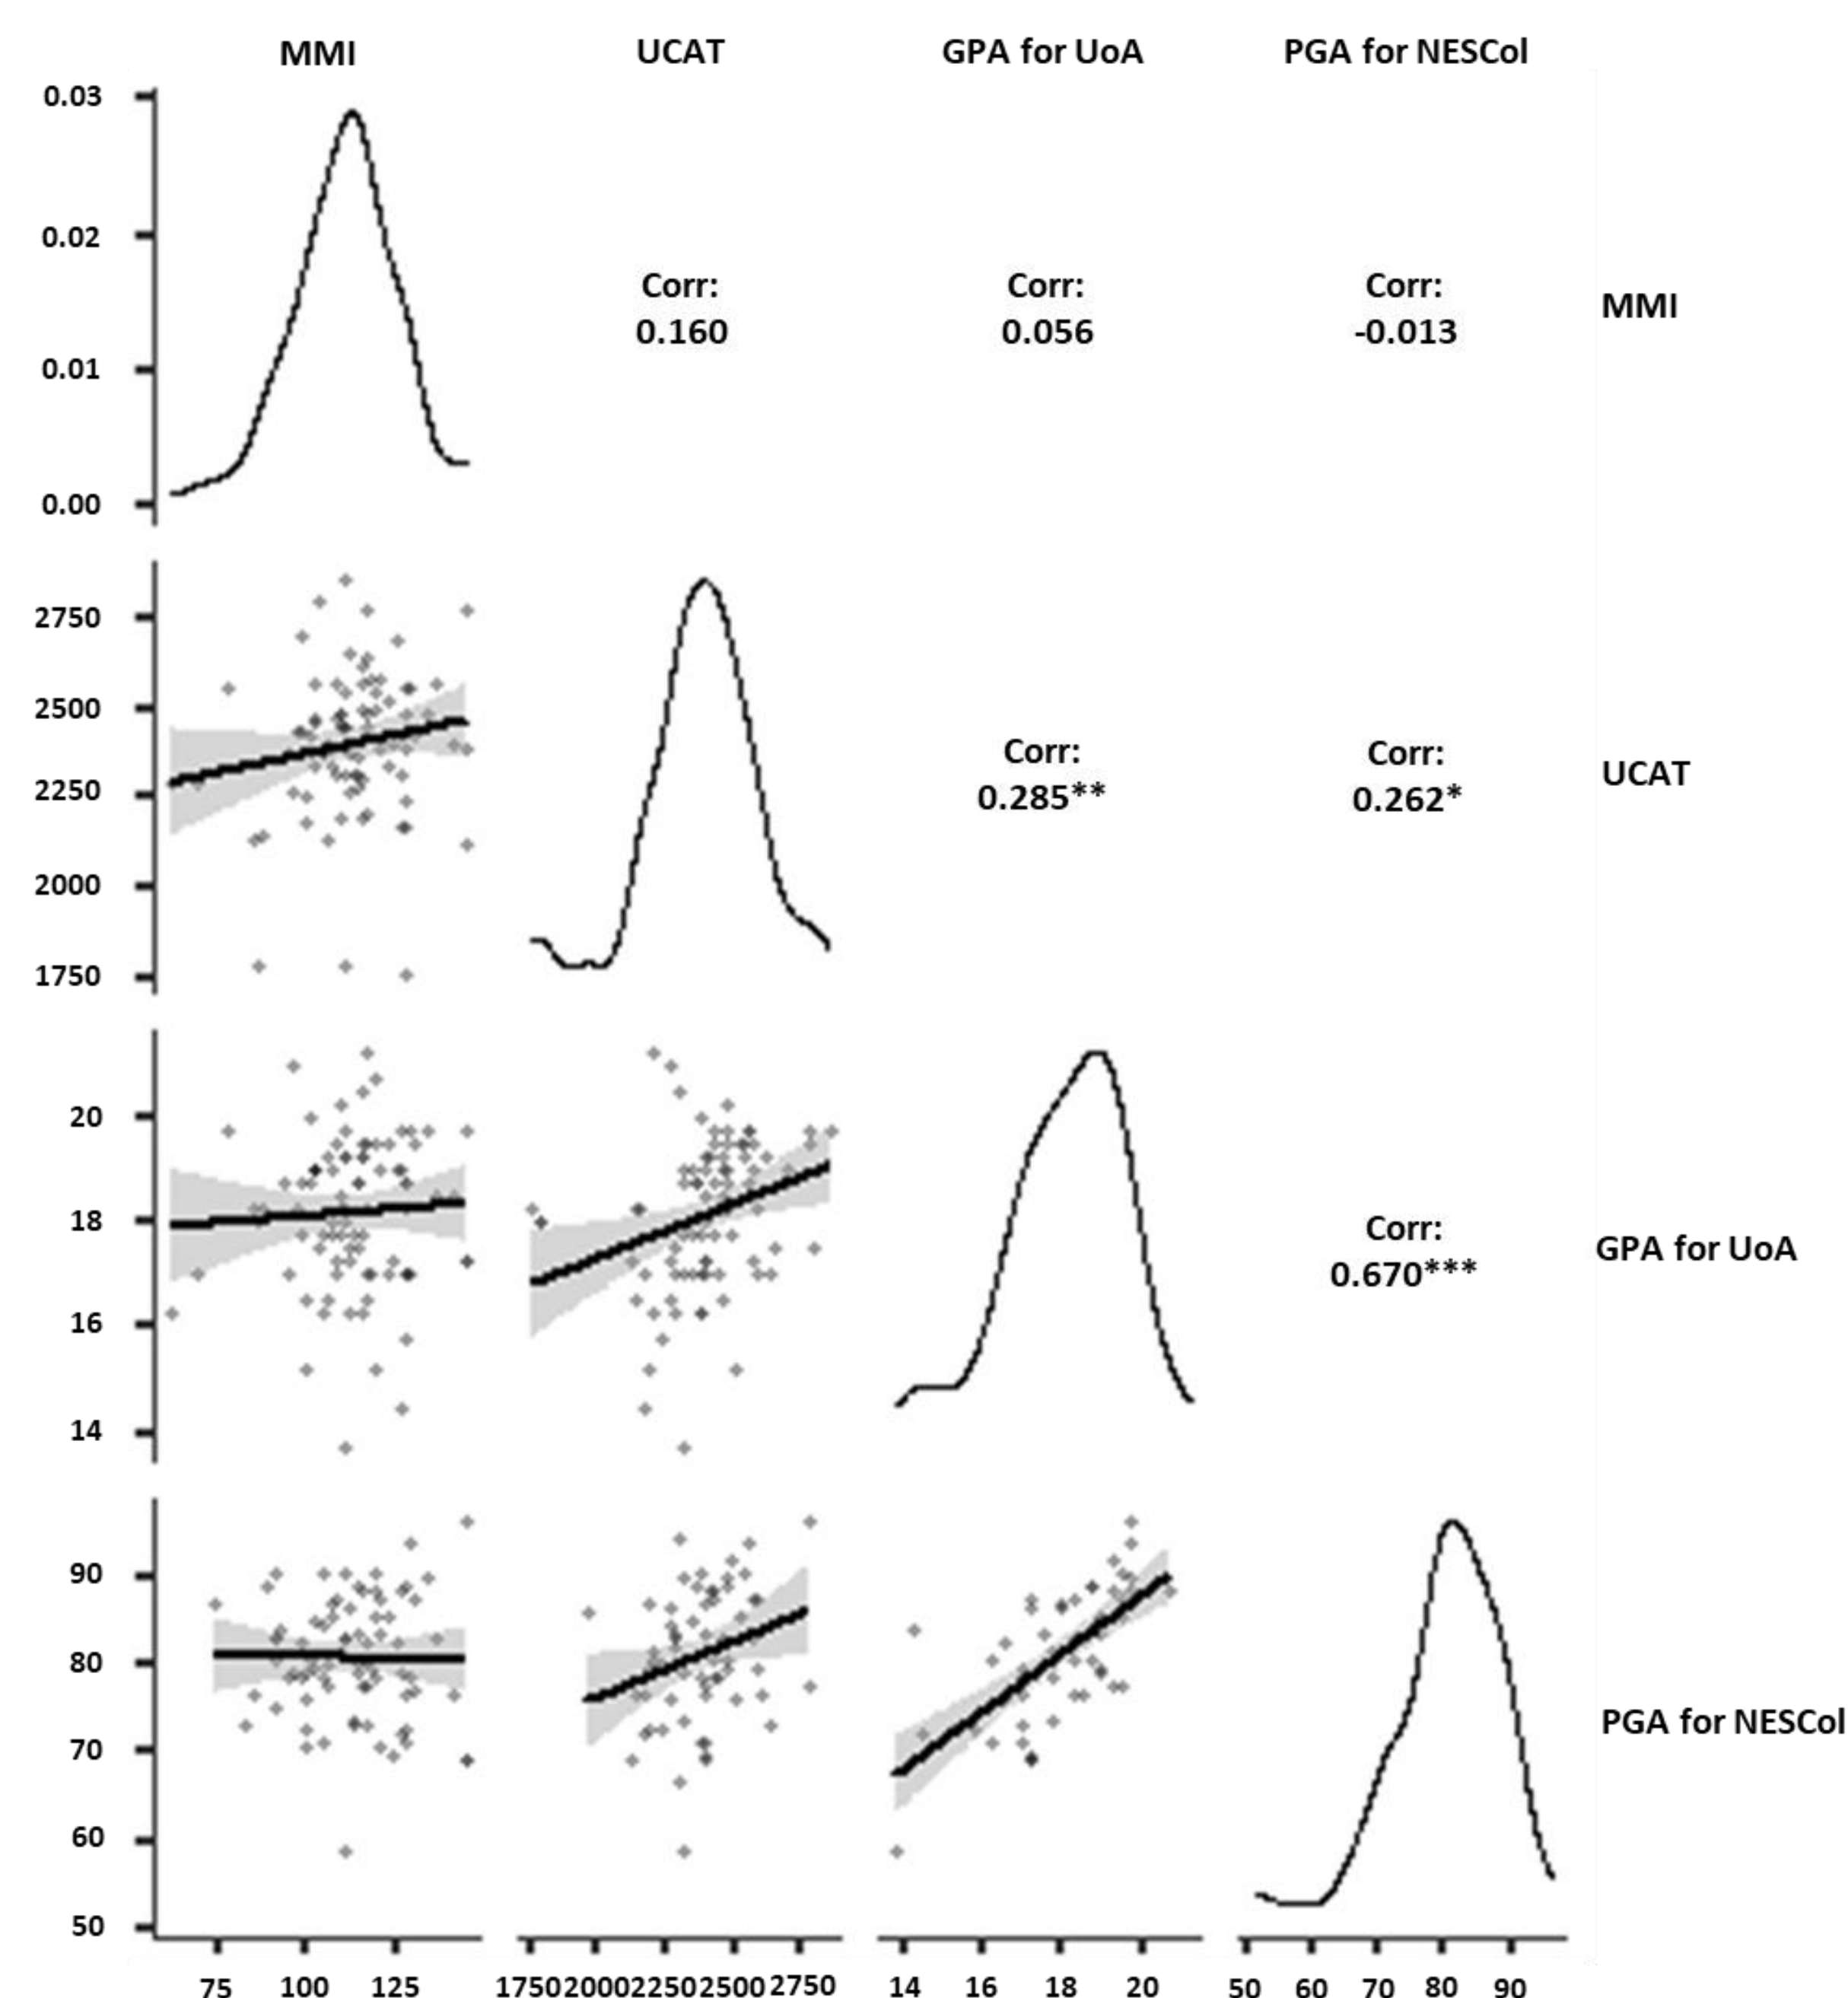 MMI UCAT GPA for UoA PGA for NESCol
0.03
0.02
0.01
0.00
Corr:
0.160
Corr:
0.056
Corr:
-0.013
MMI
2750
2500
2250
2000
1750
Corr:
0.285**
Corr:
0.262*
UCAT
20
18
16
14
Corr:
0.670***
GPA for UoA
90
80
70
60
50
PGA for NESCol
75 100 125 1750 2000 2250 2500 2750 14 16 18 20 50 60 70 80 90